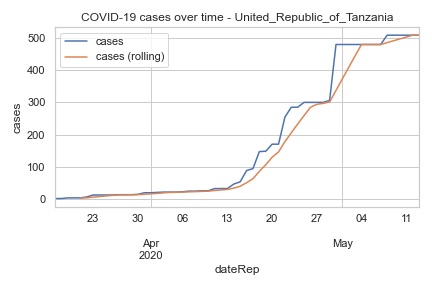 COVID-19 cases over time - United_Republic_of_Tanzania
cases
cases (rolling)
500
400
300
200
100
0
cases
23
30
06
13
20
27
04
11
Apr
2020
May
dateRep